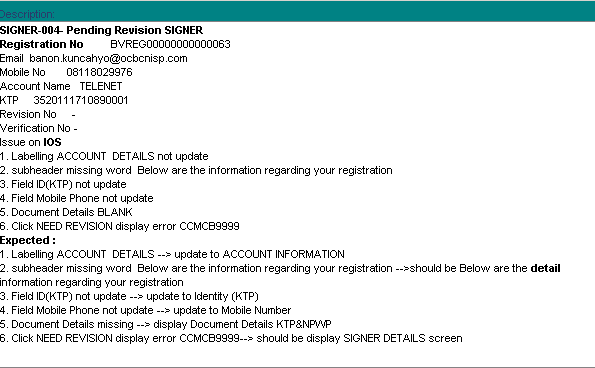 Description:
SIGNER-004- Pending Revision SIGNER
Registration No BVREG00000000000063
Email banon.kuncahyo@ocbcnisp.com
Mobile No 08118029976
Account Name TELENET
KTP 3520111710890001
Revision No -
Verification No -
Issue on IOS
1. Labelling ACCOUNT DETAILS not update
2. subheader missing word Below are the information regarding your registration
3. Field ID(KTP) not update
4. Field Mobile Phone not update
5. Document Details BLANK
6. Click NEED REVISION display error CCMCB9999
Expected :
1. Labelling ACCOUNT DETAILS --> update to ACCOUNT INFORMATION
2. subheader missing word Below are the information regarding your registration -->should be Below are the detail
information regarding your registration
3. Field ID(KTP) not update --> update to Identity (KTP)
4. Field Mobile Phone not update --> update to Mobile Number
5. Document Details missing --> display Document Details KTP&NPWP
6. Click NEED REVISION display error CCMCB9999--> should be display SIGNER DETAILS screen